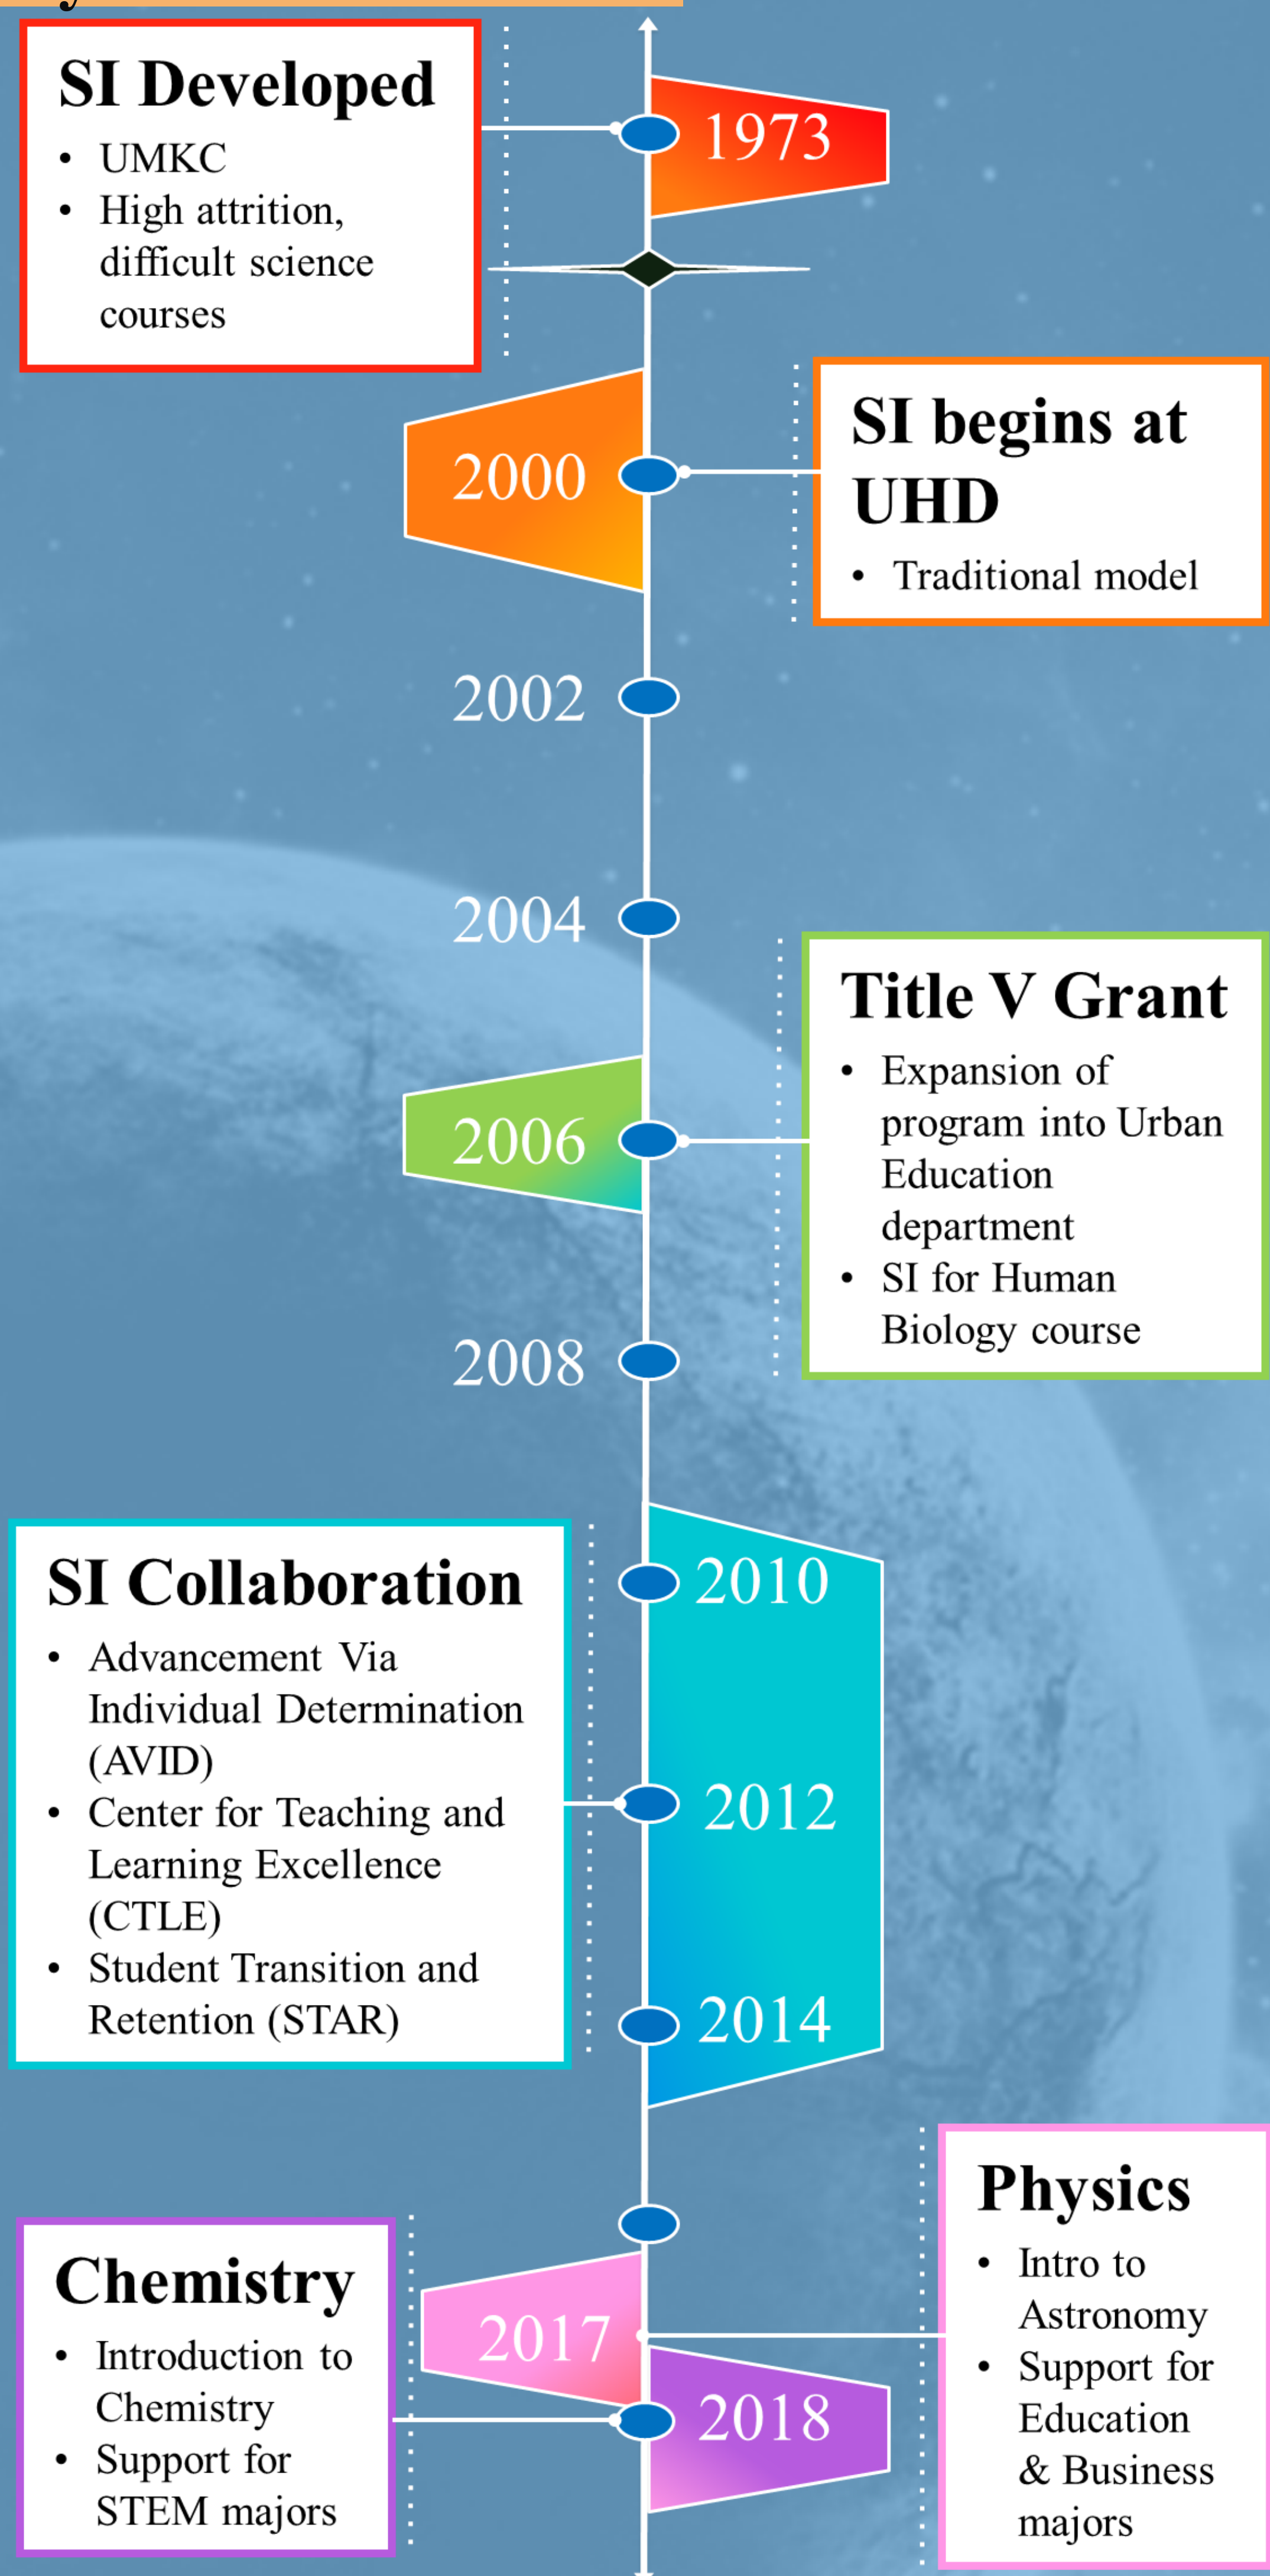 SI Developed
• UMKC
• High attrition,
difficult science
courses
1973
2000
SI begins at
UHD
• Traditional model
2002
2004
2006
Title V Grant
• Expansion of
program into Urban
Education
department
• SI for Human
Biology course
2008
SI Collaboration
• Advancement Via
Individual Determination
(AVID)
• Center for Teaching and
Learning Excellence
(CTLE)
• Student Transition and
Retention (STAR)
2010
2012
2014
Physics
• Intro to
Astronomy
• Support for
Education
& Business
majors
2017
Chemistry
• Introduction to
Chemistry
• Support for
STEM majors
2018